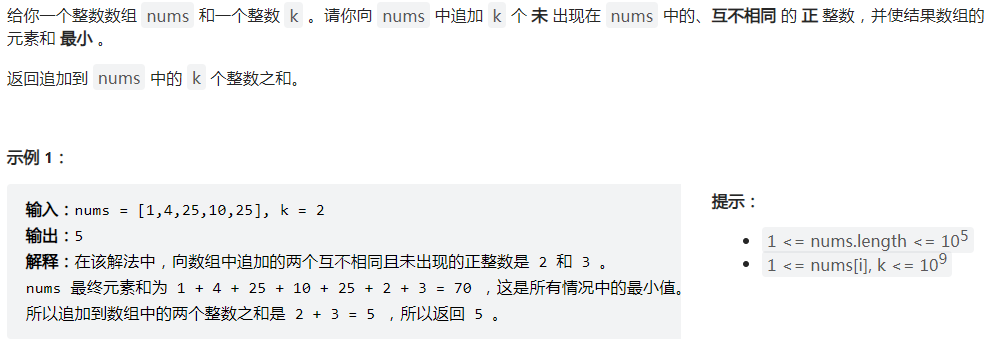 给你一个整数数组 nums 和一个整数 k 。请你向 nums 中追加 k 个 未 出现在 nums 中的、互不相同 的 正 整数，并使结果数组的
元素和 最小 。
返回追加到 nums 中的 k 个整数之和。
示例 1：
输入：nums = [1,4,25,10,25], k = 2
输出：5
解释：在该解法中，向数组中追加的两个互不相同且未出现的正整数是 2 和 3 。
nums 最终元素和为 1 + 4 + 25 + 10 + 25 + 2 + 3 = 70 ，这是所有情况中的最小值。
所以追加到数组中的两个整数之和是 2 + 3 = 5 ，所以返回 5 。
提示：
• 1 <= nums.length <= 10⁵
• 1 <= nums[i], k <= 10⁹